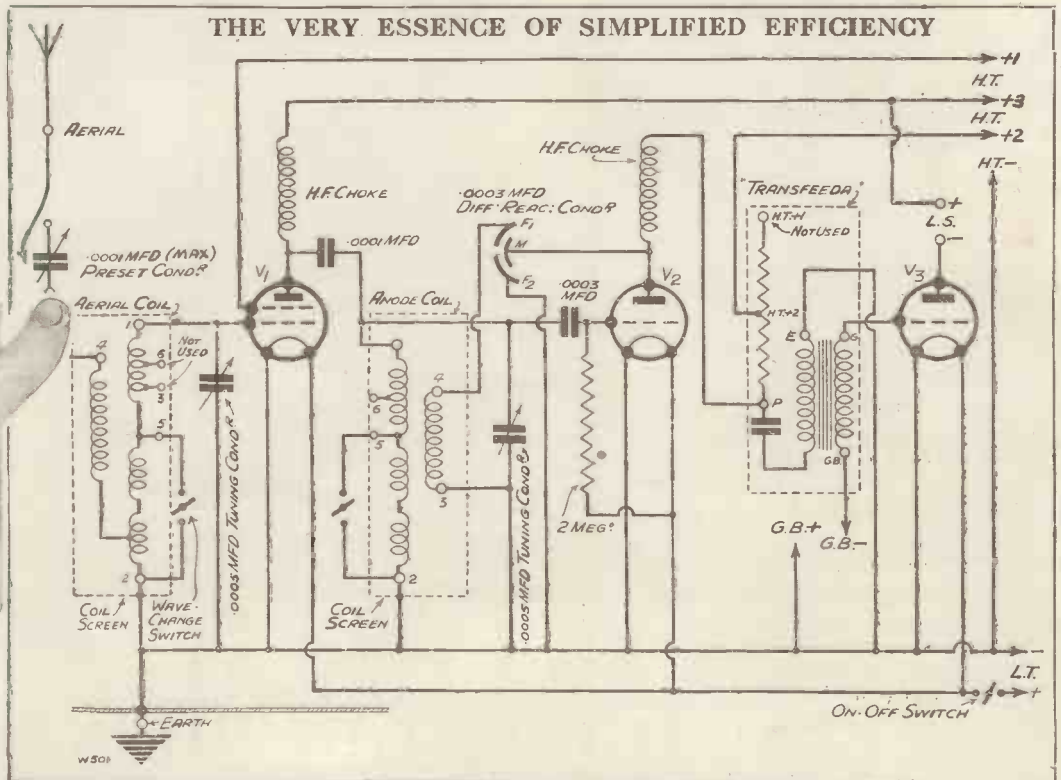 THE VERY ESSENCE OF SIMPLIFIED EFFICIENCY
+1
H.T.
+3
H.T.
+2
H.T.-
AERIAL
H.F. CHOKE
H.F. CHOKE
.0003 MFD
DIFF: REAC: CONDR
F1
M
F2
"TRANSFEEDA"
H.T.+1
NOT USED
+
L.S.
-
.0001 MFD (MAX)
PRESET CONDR
.0001 MFD
V1
V2
V3
AERIAL COIL
ANODE COIL
.0003
MFD
H.T.+2
1
4
6
NOT
USED
3
5
2
6
5
4
3
2
E
G
P
G.B.
.0005 MFD TUNING CONDR
.0005 MFD TUNING CONDR
2 MEGΩ
G.B.+
G.B.-
COIL
SCREEN
WAVE-
CHANGE
SWITCH
COIL
SCREEN
-
L.T.
+
ON-OFF SWITCH
EARTH